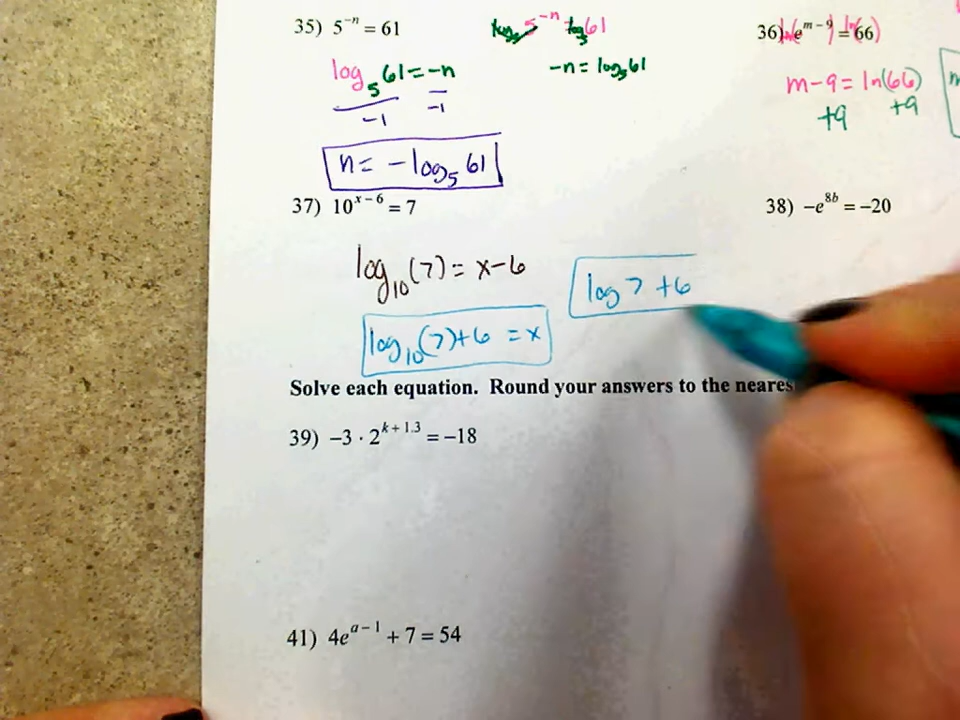 35) 5^{-n} = 61
log₅ 5^{-n} log₅ 61
log₅ 61 = -n
-1 -1
-n = log₅ 61
n = -log₅ 61
36) ln(e^{m-9}) = ln(66)
m-9 = ln(66)
+9 +9
m
37) 10^{x-6} = 7
log₁₀(7) = x-6
log₁₀(7)+6 = x
log 7 +6
38) -e^{8b} = -20
Solve each equation. Round your answers to the
39) -3 · 2^{k+1.3} = -18
41) 4e^{a-1} + 7 = 54